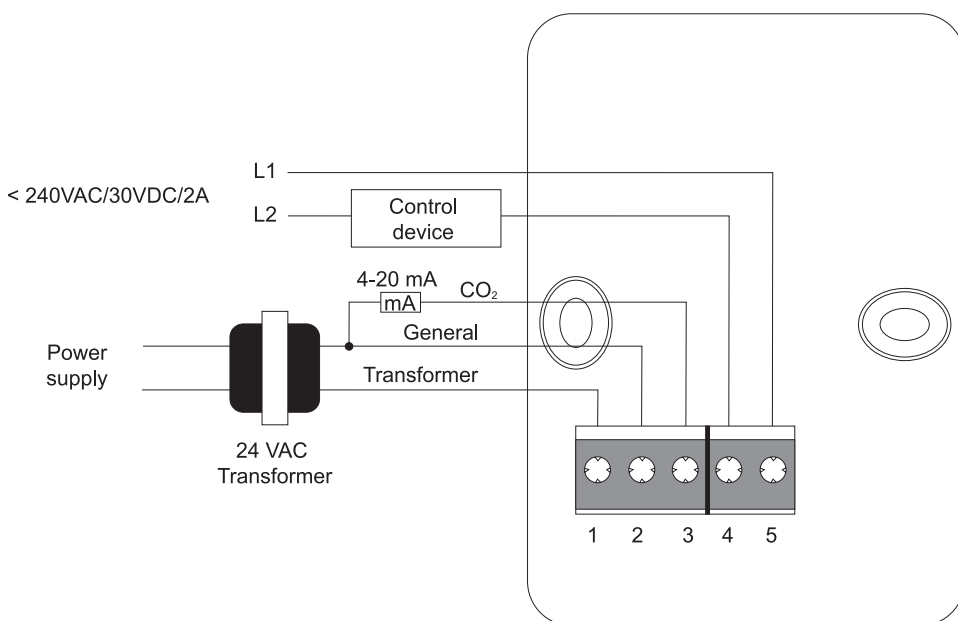 L1
< 240VAC/30VDC/2A
L2
Control
device
4-20 mA
mA
CO₂
General
Power
supply
Transformer
24 VAC
Transformer
1 2 3 4 5